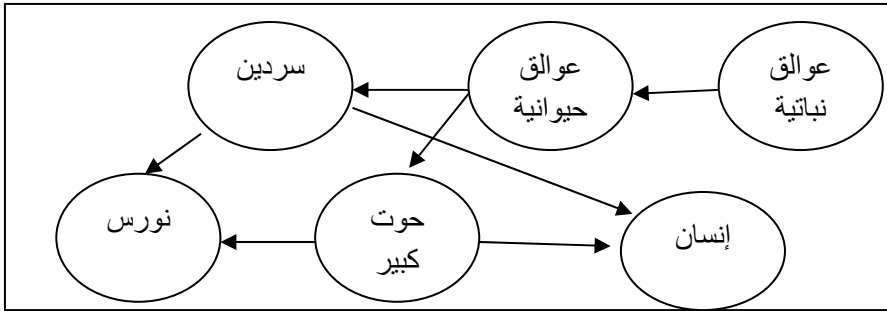 عوالق
نباتية
عوالق
حيوانية
سردين
إنسان
حوت
كبير
نورس